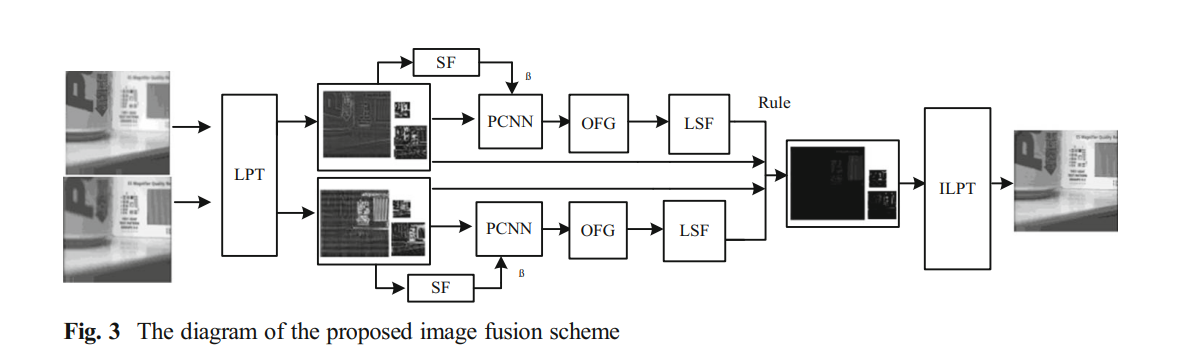 SF
ß
PCNN
OFG
LSF
Rule
LPT
ILPT
PCNN
OFG
LSF
ß
SF
Fig. 3 The diagram of the proposed image fusion scheme